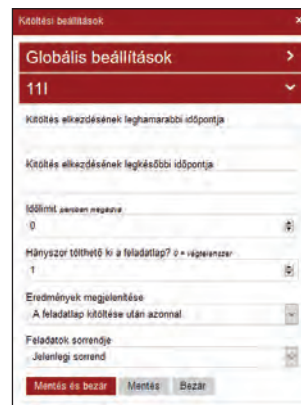 Kitöltési beállítások
Globális beállítások
11I
Kitöltés elkezdésének leghamarabbi időpontja
Kitöltés elkezdésének legkésőbbi időpontja
Időlimit percben megadva
0
Hányszor tölthető ki a feladatlap? 0 = végtelenszer
1
Eredmények megjelenítése
A feladatlap kitöltése után azonnal
Feladatok sorrendje
Jelenlegi sorrend
Mentés és bezár Mentés Bezár